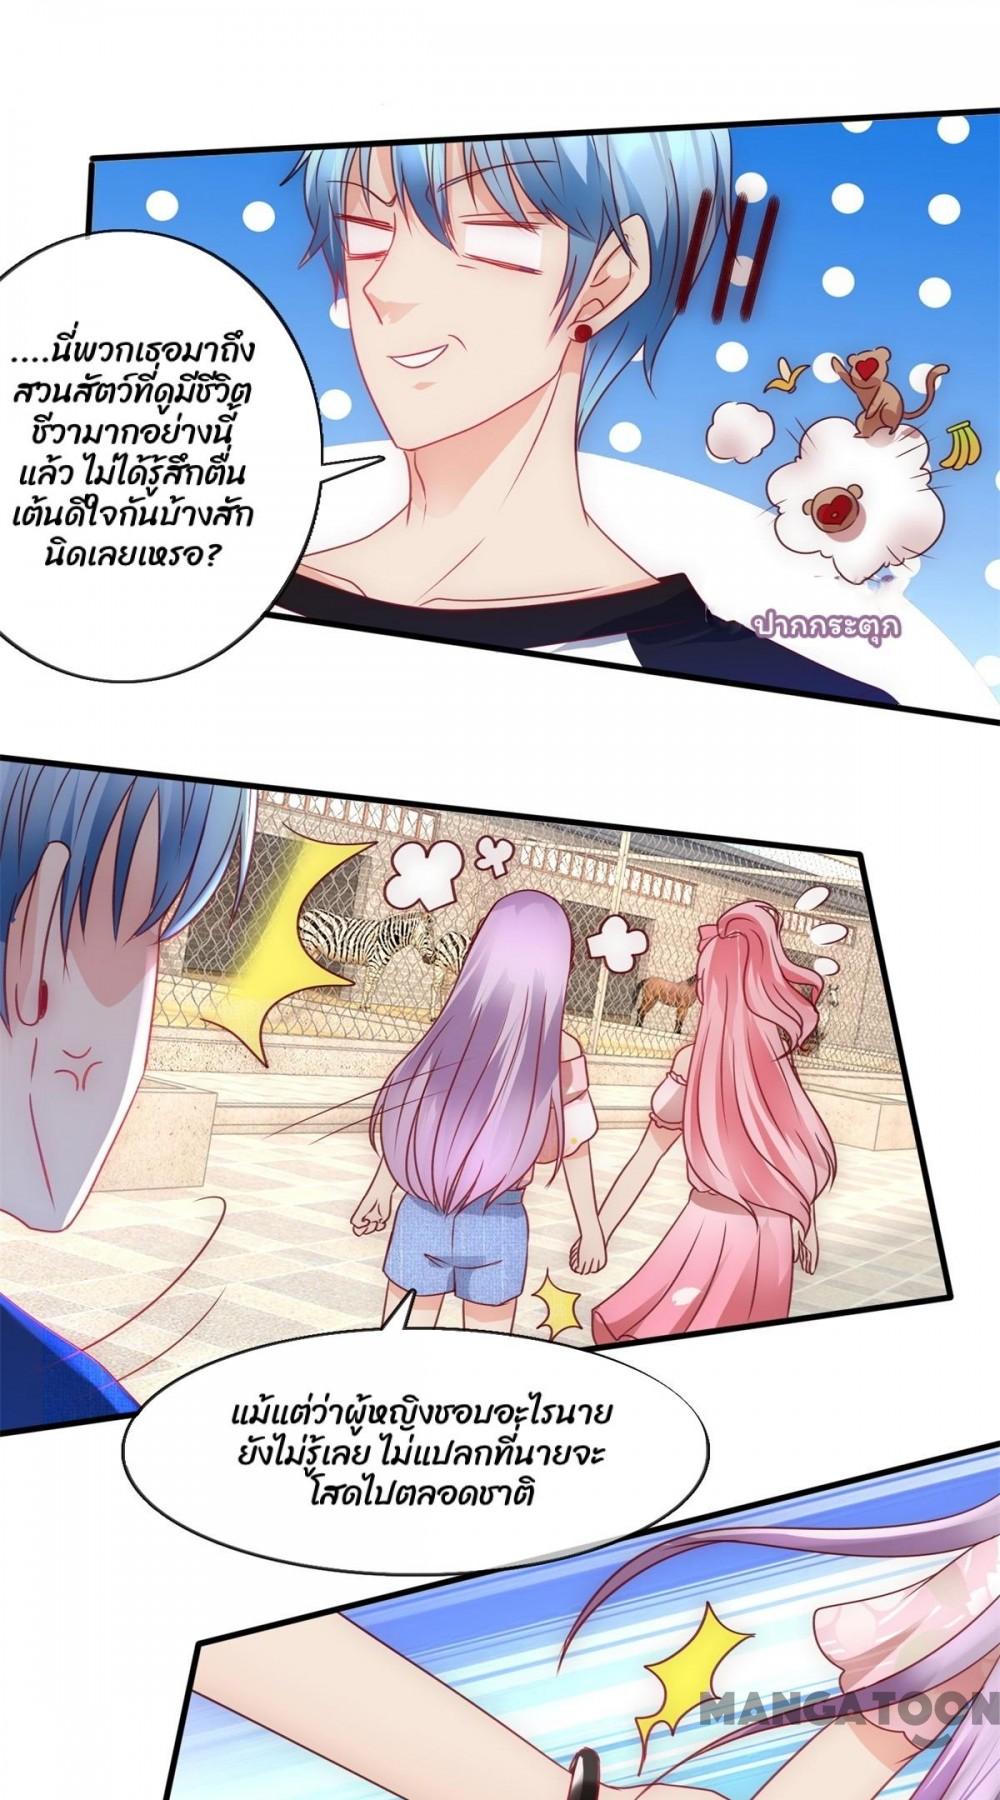 ....นี่พวกเธอมาถึง
สวนสัตว์ที่ดูมีชีวิต
ชีวามากอย่างนี้
แล้ว ไม่ได้รู้สึกตื่น
เต้นดีใจกันบ้างสัก
นิดเลยเหรอ?
ปากกระตุก
แม้แต่ว่าผู้หญิงชอบอะไรนาย
ยังไม่รู้เลย ไม่แปลกที่นายจะ
โสดไปตลอดชาติ
MANGATOON